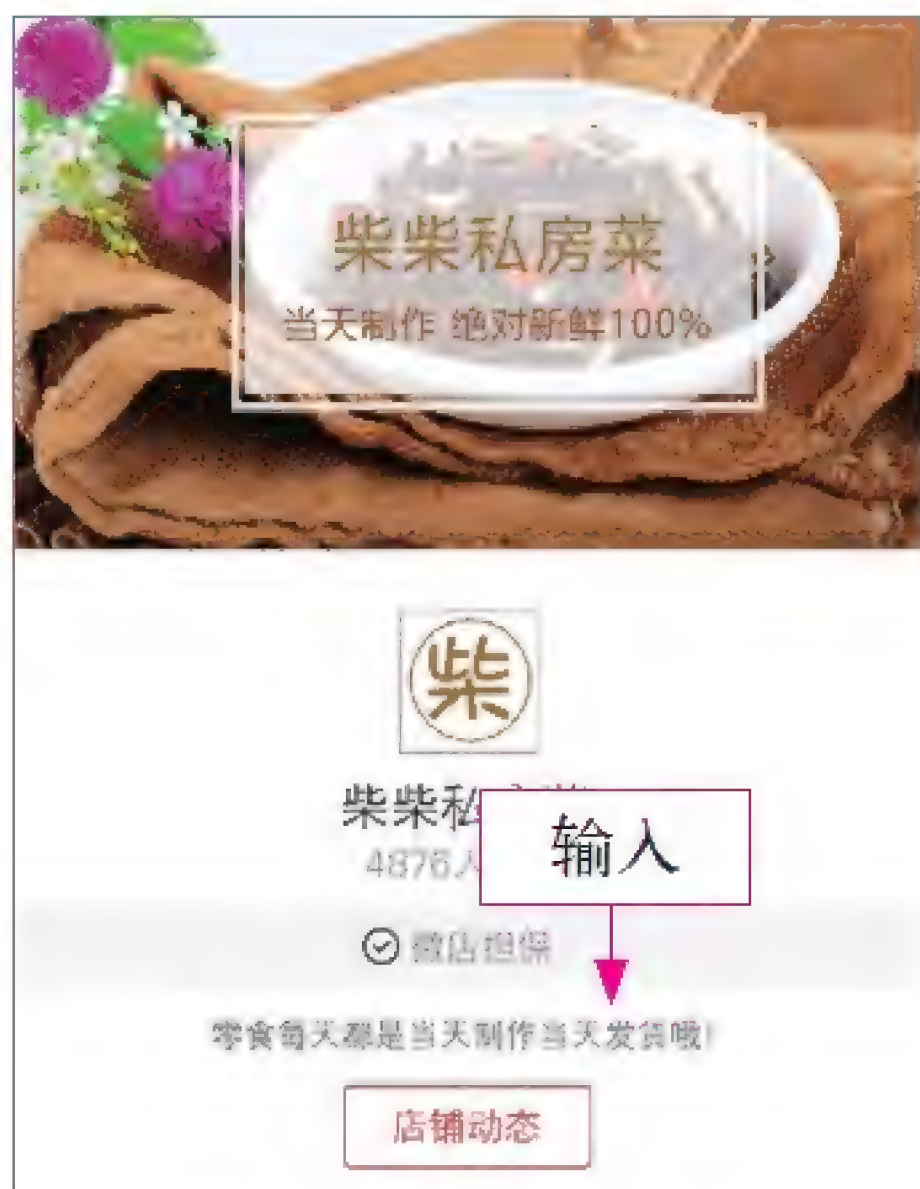 柴柴私房菜
当天制作 绝对新鲜100%
柴
柴柴私
4876人
输入
微店担保
零食每天都是当天制作当天发货哦!
店铺动态